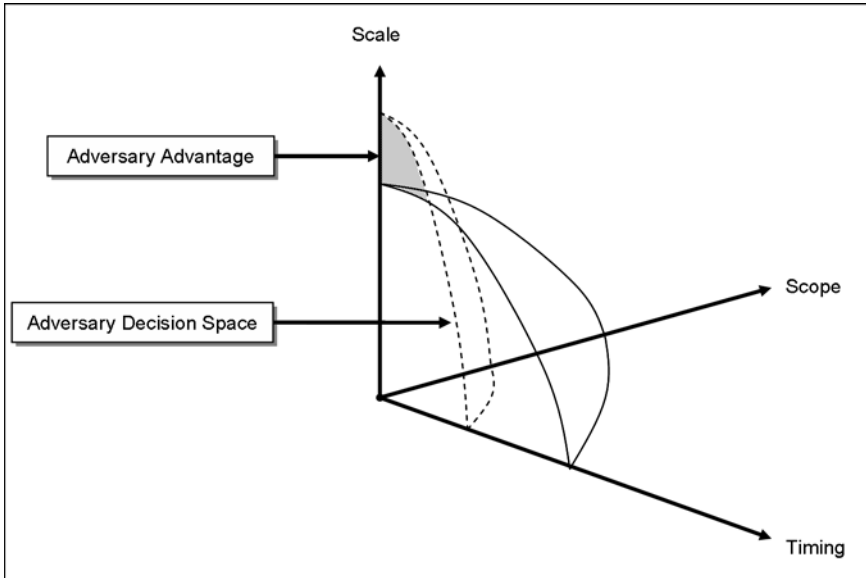 Scale
Adversary Advantage
Scope
Adversary Decision Space
Timing